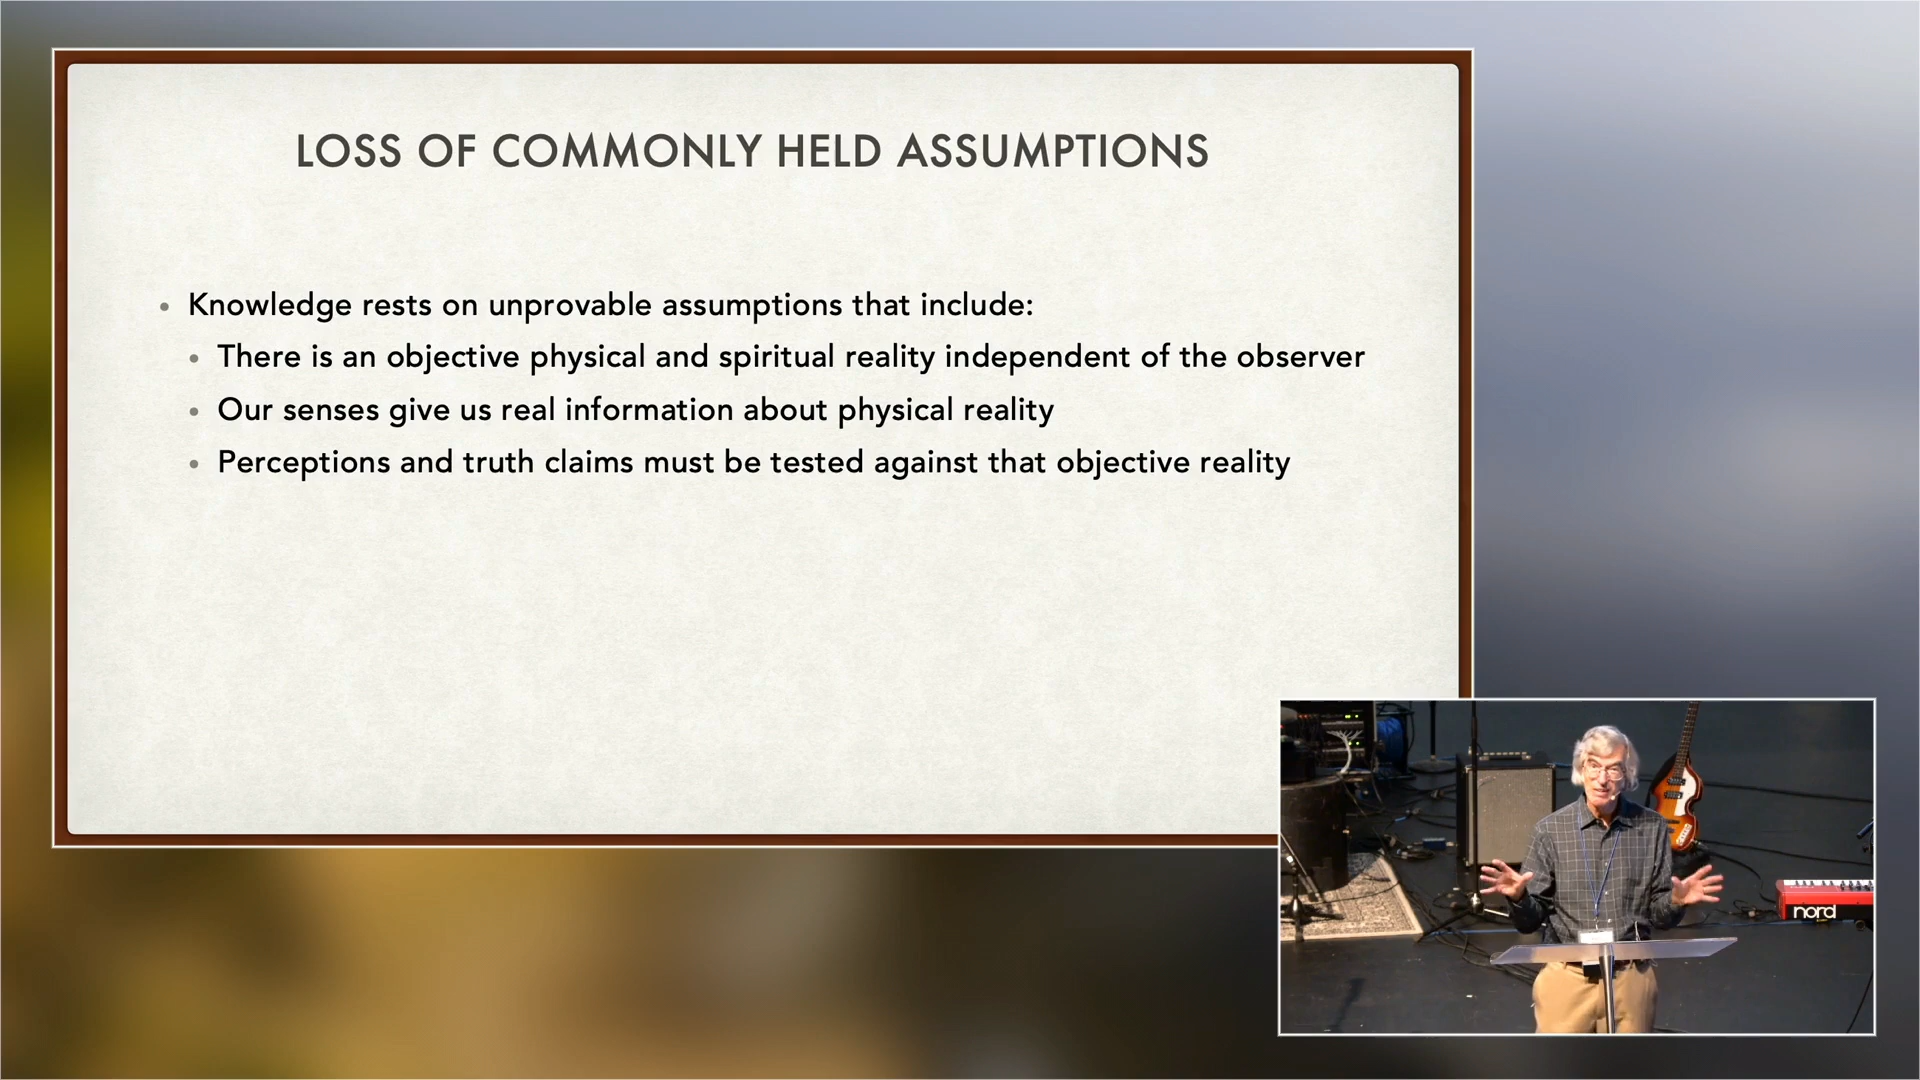 LOSS OF COMMONLY HELD ASSUMPTIONS
• Knowledge rests on unprovable assumptions that include:
• There is an objective physical and spiritual reality independent of the observer
• Our senses give us real information about physical reality
• Perceptions and truth claims must be tested against that objective reality
nord